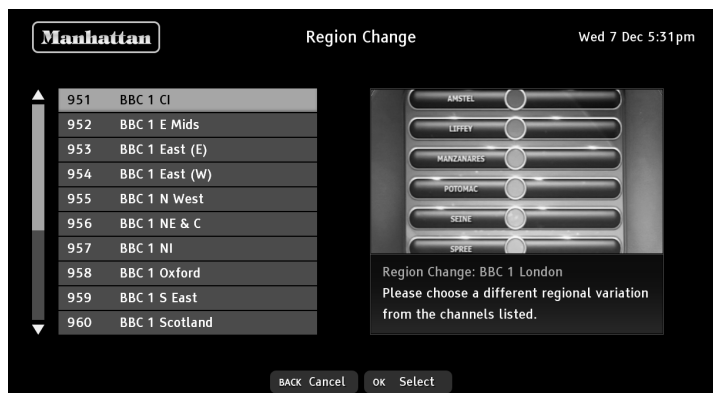 Manhattan
Region Change
Wed 7 Dec 5:31pm
951 BBC 1 CI
952 BBC 1 E Mids
953 BBC 1 East (E)
954 BBC 1 East (W)
955 BBC 1 N West
956 BBC 1 NE & C
957 BBC 1 NI
958 BBC 1 Oxford
959 BBC 1 S East
960 BBC 1 Scotland
AMSTEL
LIFFEY
MANZANARES
POTOMAC
SEINE
SPREE
Region Change: BBC 1 London
Please choose a different regional variation
from the channels listed.
BACK Cancel OK Select